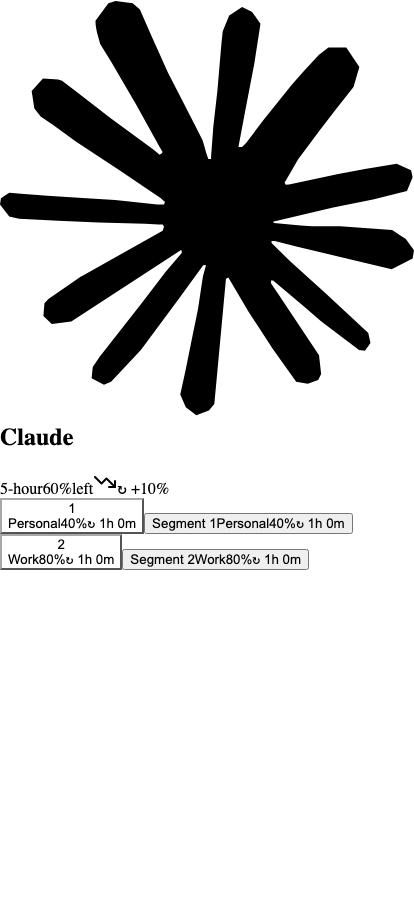 Claude
5-hour60%left ↻ +10%
1
Personal40%↻ 1h 0m
Segment 1Personal40%↻ 1h 0m
2
Work80%↻ 1h 0m
Segment 2Work80%↻ 1h 0m